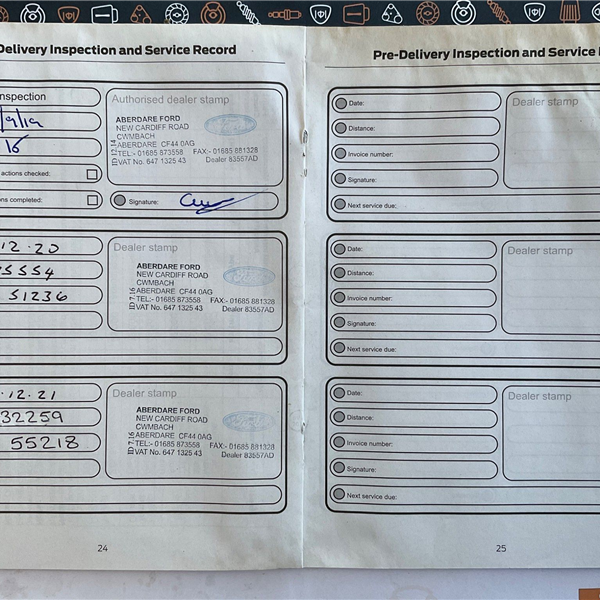 Delivery Inspection and Service Record
nspection
Authorised dealer stamp
ABERDARE FORD
NEW CARDIFF ROAD
CWMBACH
ABERDARE CF44 0AG
TEL:- 01685 873558 FAX:- 01685 881328
VAT No. 647 1325 43 Dealer 83557AD
15
actions checked:
ns completed:
Signature:
12.20
Dealer stamp
5554
51236
ABERDARE FORD
NEW CARDIFF ROAD
CWMBACH
ABERDARE CF44 0AG
TEL:- 01685 873558 FAX:- 01685 881328
VAT No. 647 1325 43 Dealer 83557AD
.12.21
Dealer stamp
32259
55218
ABERDARE FORD
NEW CARDIFF ROAD
CWMBACH
ABERDARE CF44 0AG
TEL:- 01685 873558 FAX:- 01685 881328
VAT No. 647 1325 43 Dealer 83557AD
24
Pre-Delivery Inspection and Service
Date:
Dealer stamp
Distance:
Invoice number:
Signature:
Next service due:
Date:
Dealer stamp
Distance:
Invoice number:
Signature:
Next service due:
Date:
Dealer stamp
Distance:
Invoice number:
Signature:
Next service due:
25